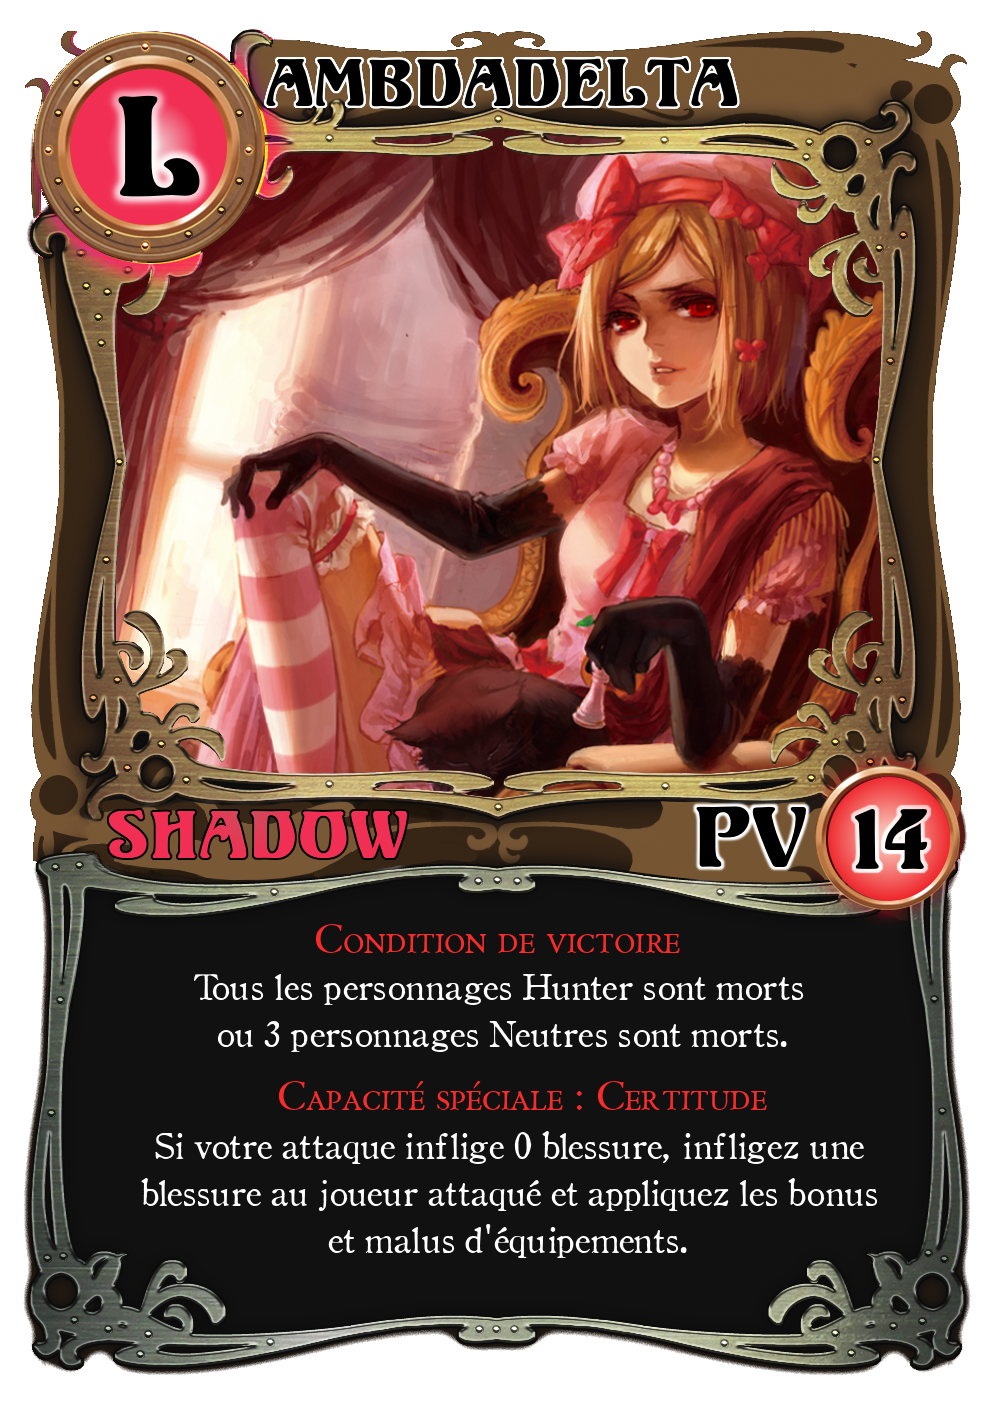 LAMBDADELTA
SHADOW
PV 14
Condition de victoire
Tous les personnages Hunter sont morts
ou 3 personnages Neutres sont morts.
Capacité spéciale : Certitude
Si votre attaque inflige 0 blessure, infligez une
blessure au joueur attaqué et appliquez les bonus
et malus d'équipements.